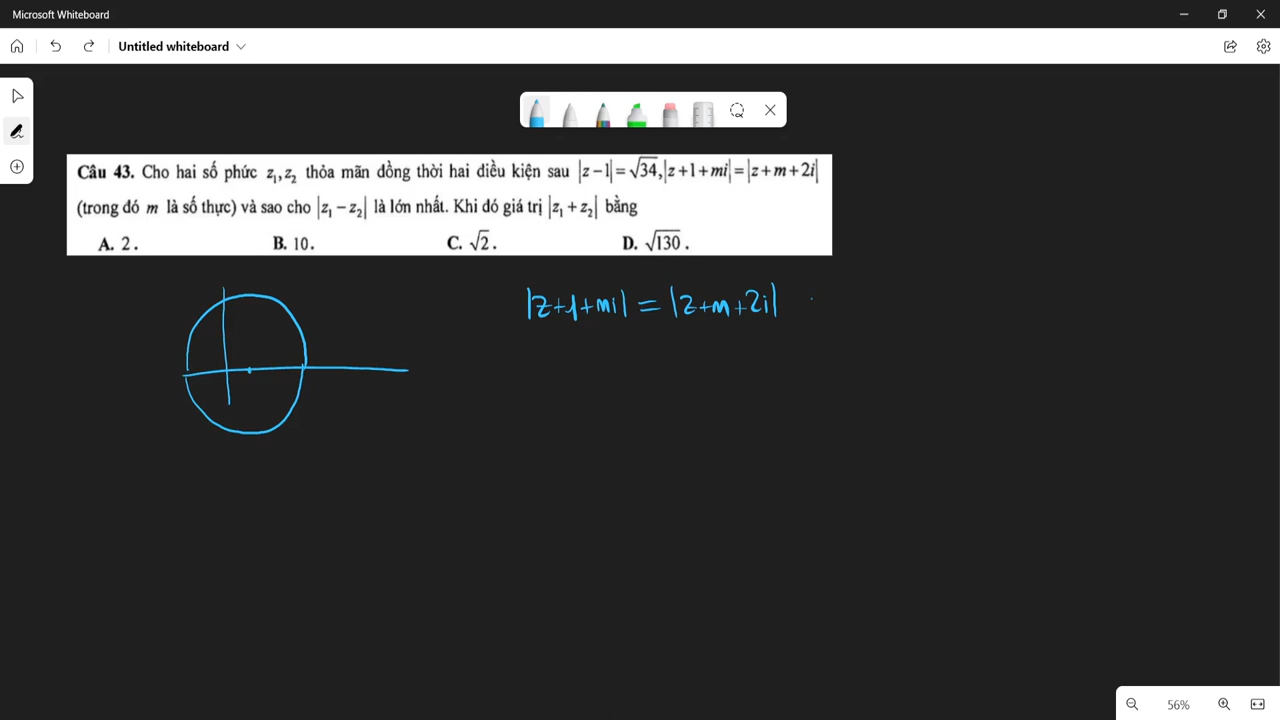 Microsoft Whiteboard
Untitled whiteboard
Câu 43. Cho hai số phức z₁,z₂ thỏa mãn đồng thời hai điều kiện sau |z−1|=√34,|z+1+mi|=|z+m+2i|
(trong đó m là số thực) và sao cho |z₁−z₂| là lớn nhất. Khi đó giá trị |z₁+z₂| bằng
A. 2. B. 10. C. √2. D. √130.
|z+1+mi| = |z+m+2i|
56%